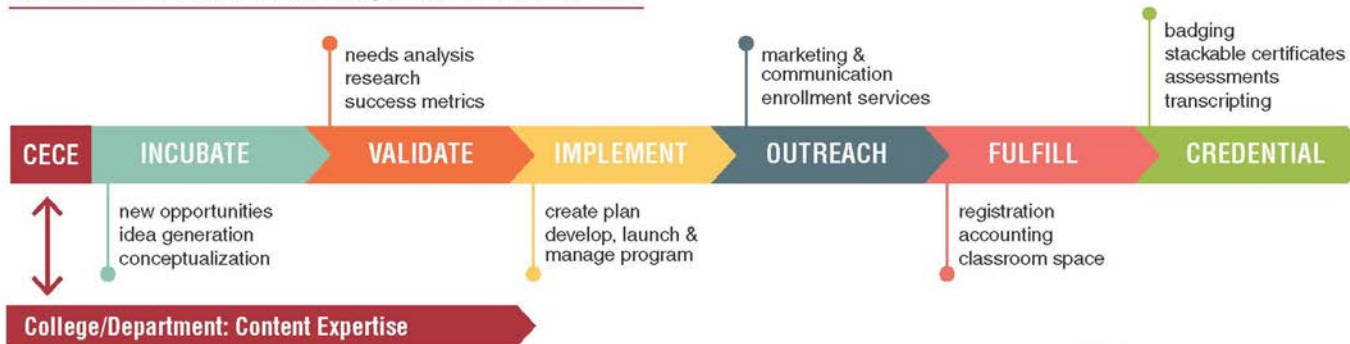 needs analysis
research
success metrics
marketing &
communication
enrollment services
badging
stackable certificates
assessments
transcripting
CECE
INCUBATE
VALIDATE
IMPLEMENT
OUTREACH
FULFILL
CREDENTIAL
new opportunities
idea generation
conceptualization
create plan
develop, launch &
manage program
registration
accounting
classroom space
College/Department: Content Expertise